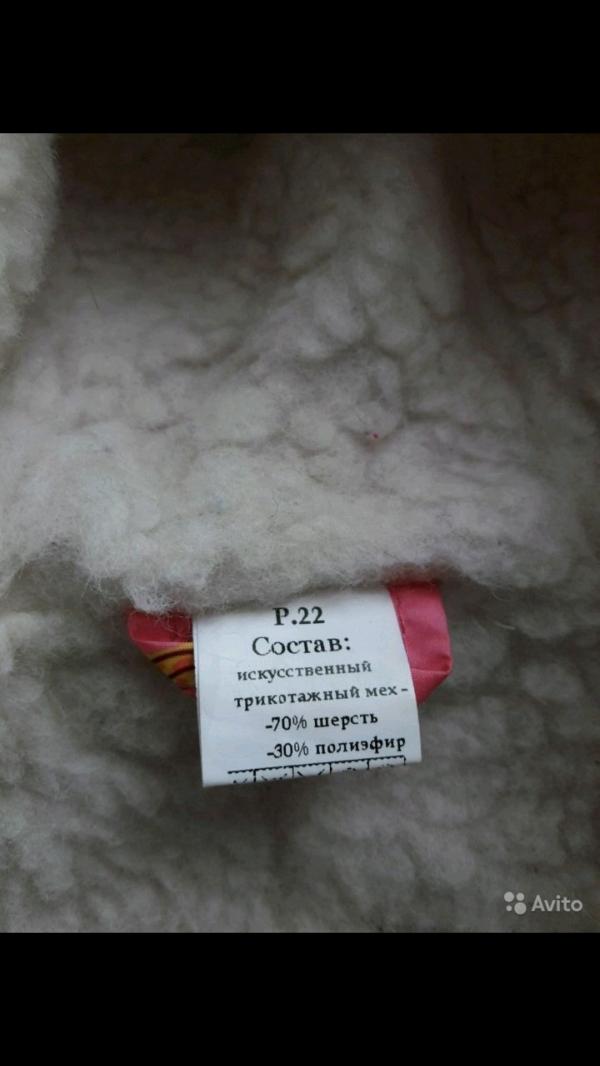 Р.22
Состав:
искусственный
трикотажный мех -
-70% шерсть
-30% полиэфир
Avito